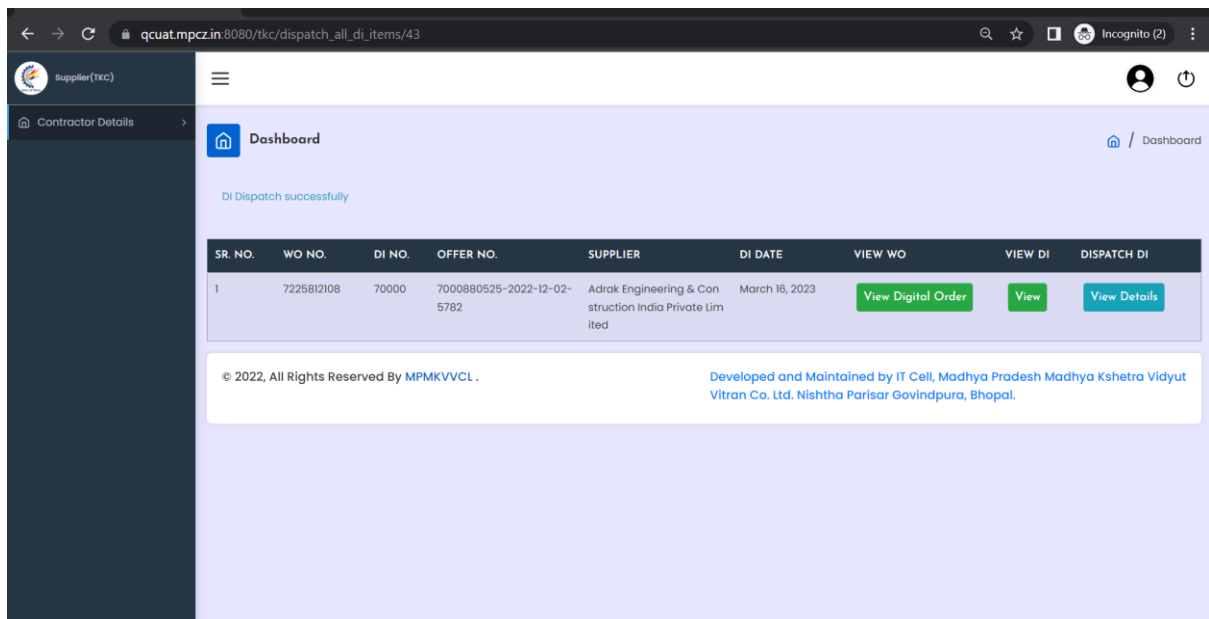 qcuat.mpcz.in:8080/tkc/dispatch_all_di_items/43
Incognito (2)
Supplier(TKC)
Contractor Details
Dashboard
/ Dashboard
DI Dispatch successfully
SR. NO. WO NO. DI NO. OFFER NO. SUPPLIER DI DATE VIEW WO VIEW DI DISPATCH DI
1 7225812108 70000 7000880525-2022-12-02- Adrak Engineering & Con March 16, 2023 View Digital Order View View Details
5782 struction India Private Lim
ited
© 2022, All Rights Reserved By MPMKVVCL . Developed and Maintained by IT Cell, Madhya Pradesh Madhya Kshetra Vidyut
Vitran Co. Ltd. Nishtha Parisar Govindpura, Bhopal.